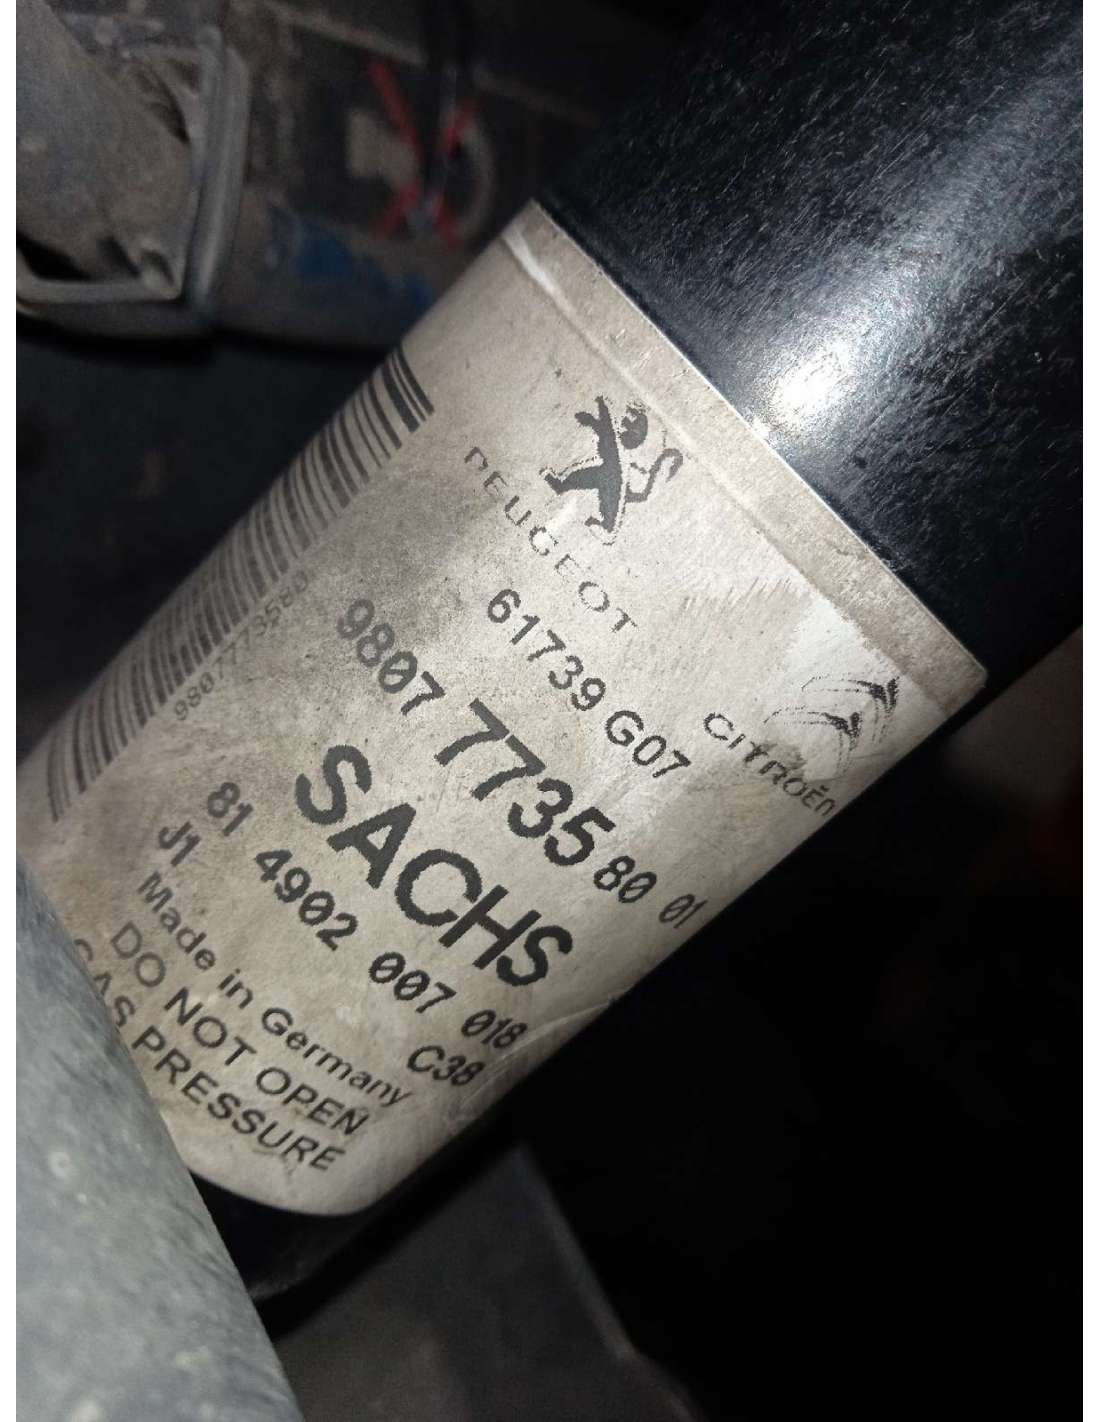 PEUGEOT
CITROËN
61739 G07
9807 7735 80 01
9807773580
SACHS
81 4902 007 018
J1 C38
Made in Germany
DO NOT OPEN
GAS PRESSURE